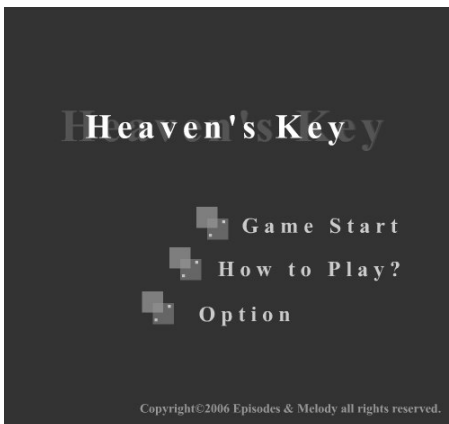 Heaven's Key
Game Start
How to Play?
Option
Copyright©2006 Episodes & Melody all rights reserved.